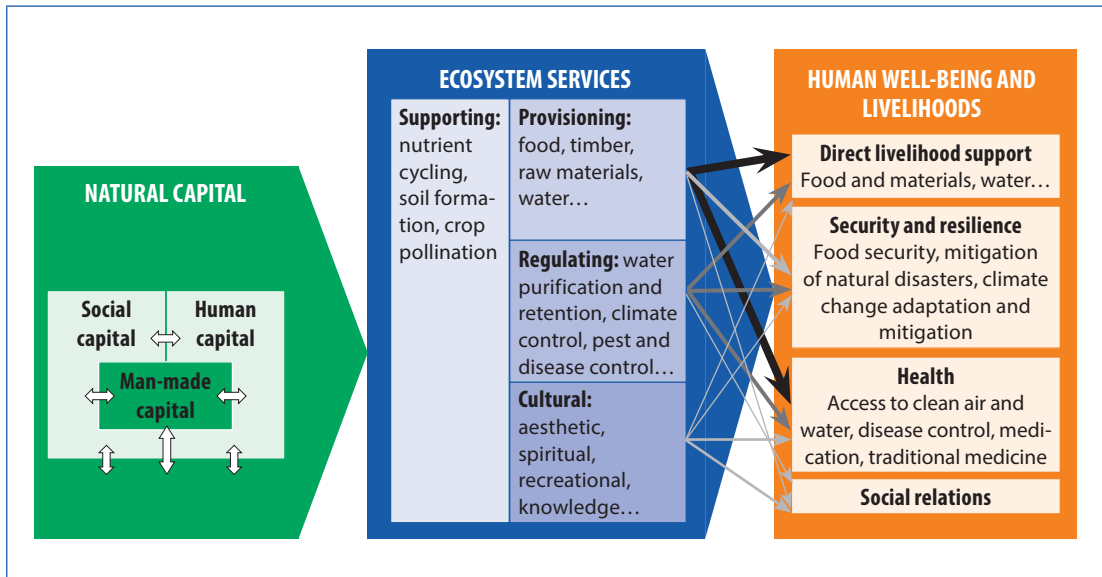 NATURAL CAPITAL
Social
capital
Human
capital
Man-made
capital
ECOSYSTEM SERVICES
Supporting:
nutrient
cycling,
soil forma-
tion, crop
pollination
Provisioning:
food, timber,
raw materials,
water…
Regulating: water
purification and
retention, climate
control, pest and
disease control…
Cultural:
aesthetic,
spiritual,
recreational,
knowledge…
HUMAN WELL-BEING AND
LIVELIHOODS
Direct livelihood support
Food and materials, water…
Security and resilience
Food security, mitigation
of natural disasters, climate
change adaptation and
mitigation
Health
Access to clean air and
water, disease control, medi-
cation, traditional medicine
Social relations